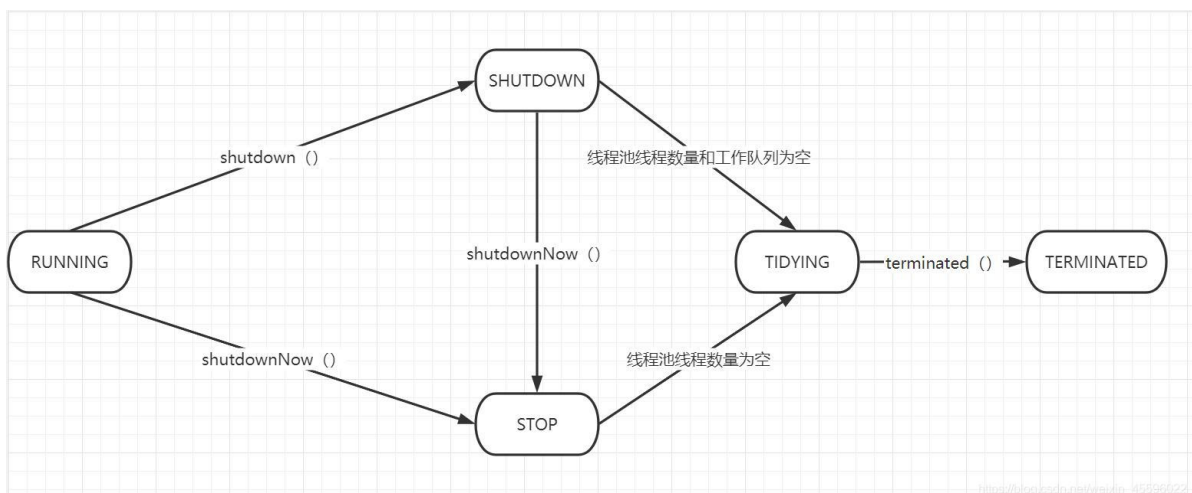 SHUTDOWN
shutdown（）
线程池线程数量和工作队列为空
RUNNING
shutdownNow（）
TIDYING
terminated（）
TERMINATED
shutdownNow（）
线程池线程数量为空
STOP